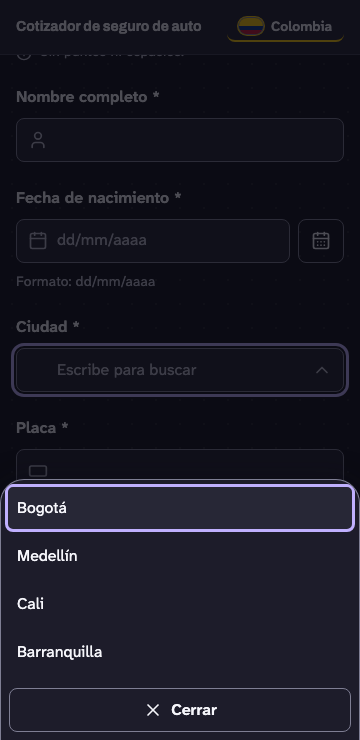 Cotizador de seguro de auto
Colombia
Nombre completo *
Fecha de nacimiento *
dd/mm/aaaa
Formato: dd/mm/aaaa
Ciudad *
Escribe para buscar
Placa *
Bogotá
Medellín
Cali
Barranquilla
Cerrar